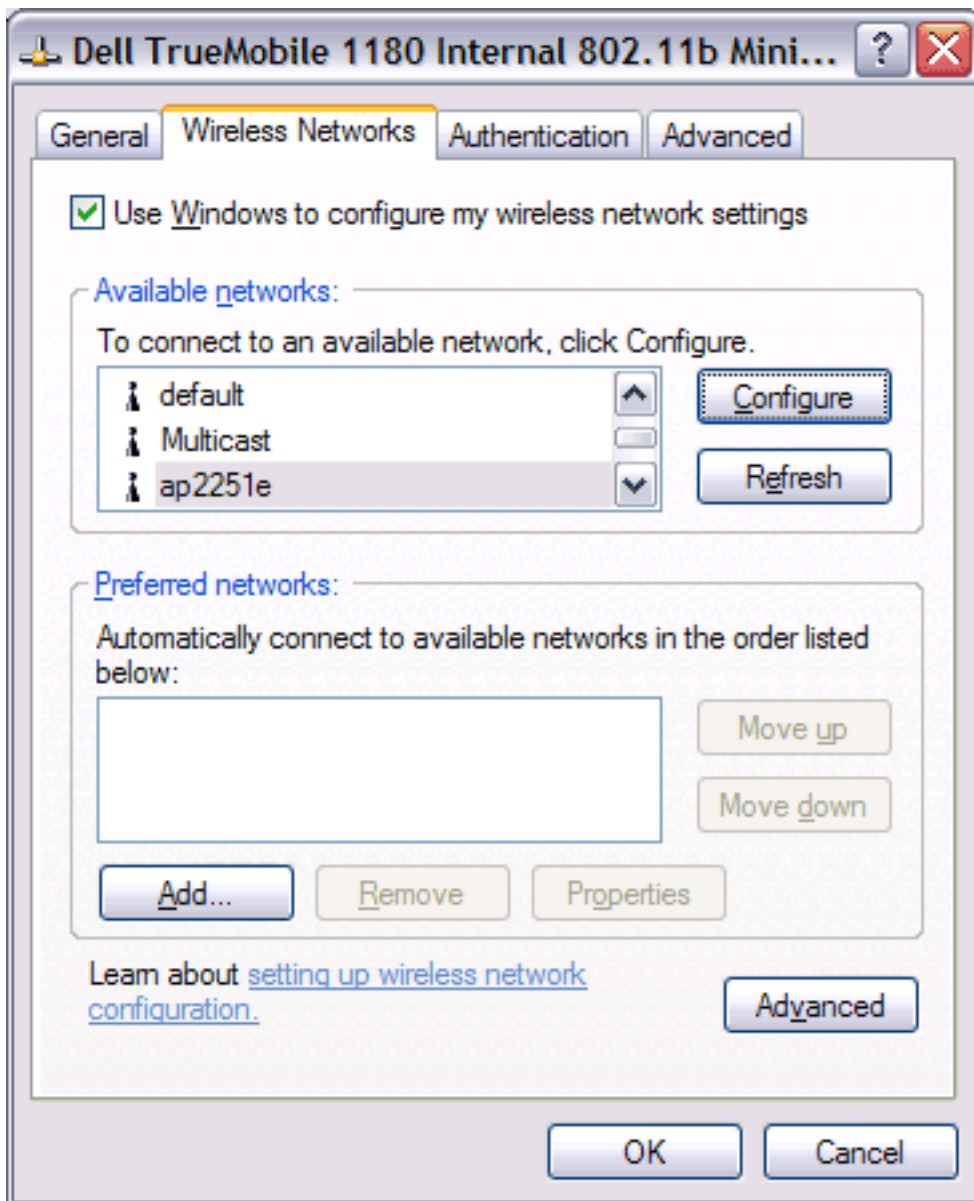 Dell TrueMobile 1180 Internal 802.11b Mini...
General Wireless Networks Authentication Advanced
Use Windows to configure my wireless network settings
Available networks:
To connect to an available network, click Configure.
default
Multicast
ap2251e
Configure
Refresh
Preferred networks:
Automatically connect to available networks in the order listed
below:
Move up
Move down
Add... Remove Properties
Learn about setting up wireless network
configuration.
Advanced
OK Cancel